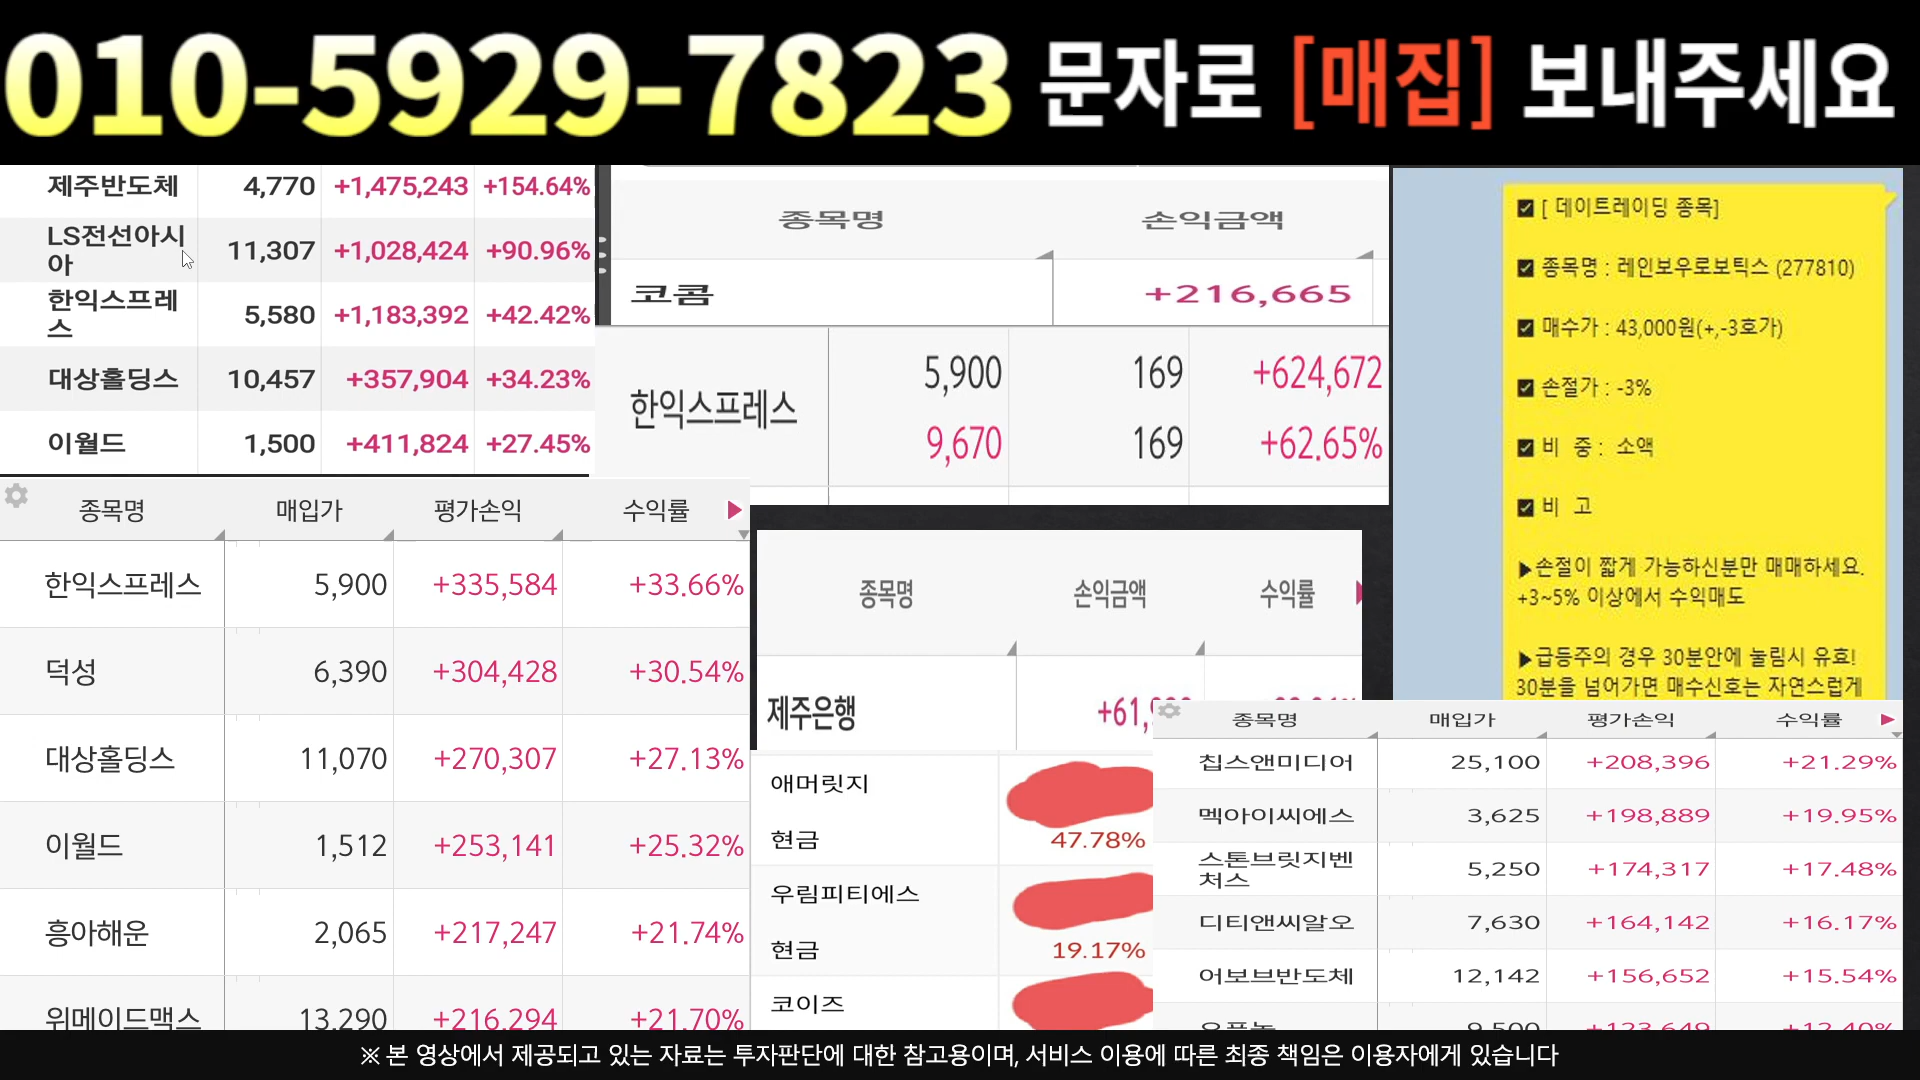 010-5929-7823 문자로 [매집] 보내주세요
제주반도체 4,770 +1,475,243 +154.64%
LS전선아시아 11,307 +1,028,424 +90.96%
한익스프레스 5,580 +1,183,392 +42.42%
대상홀딩스 10,457 +357,904 +34.23%
이월드 1,500 +411,824 +27.45%
종목명 손익금액
코콤 +216,665
한익스프레스 5,900 169 +624,672
9,670 169 +62.65%
☑ [ 데이트레이딩 종목]
☑ 종목명 : 레인보우로보틱스 (277810)
☑ 매수가 : 43,000원(+,-3호가)
☑ 손절가 : -3%
☑ 비 중 : 소액
☑ 비 고
▶손절이 짧게 가능하신분만 매매하세요.
+3~5% 이상에서 수익매도
▶급등주의 경우 30분안에 눌림시 유효!
30분을 넘어가면 매수신호는 자연스럽게
종목명 매입가 평가손익 수익률
한익스프레스 5,900 +335,584 +33.66%
덕성 6,390 +304,428 +30.54%
대상홀딩스 11,070 +270,307 +27.13%
이월드 1,512 +253,141 +25.32%
흥아해운 2,065 +217,247 +21.74%
위메이드맥스 13,290 +216,294 +21.70%
종목명 손익금액 수익률
제주은행 +61,
애머릿지
현금 47.78%
우림피티에스
현금 19.17%
코이즈
종목명 매입가 평가손익 수익률
칩스앤미디어 25,100 +208,396 +21.29%
멕아이씨에스 3,625 +198,889 +19.95%
스톤브릿지벤처스 5,250 +174,317 +17.48%
디티앤씨알오 7,630 +164,142 +16.17%
어보브반도체 12,142 +156,652 +15.54%
※ 본 영상에서 제공되고 있는 자료는 투자판단에 대한 참고용이며, 서비스 이용에 따른 최종 책임은 이용자에게 있습니다